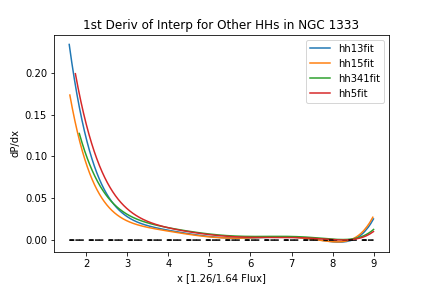 1st Deriv of Interp for Other HHs in NGC 1333
hh13fit
hh15fit
hh341fit
hh5fit
0.20
0.15
0.10
0.05
0.00
dP/dx
2 3 4 5 6 7 8 9
x [1.26/1.64 Flux]